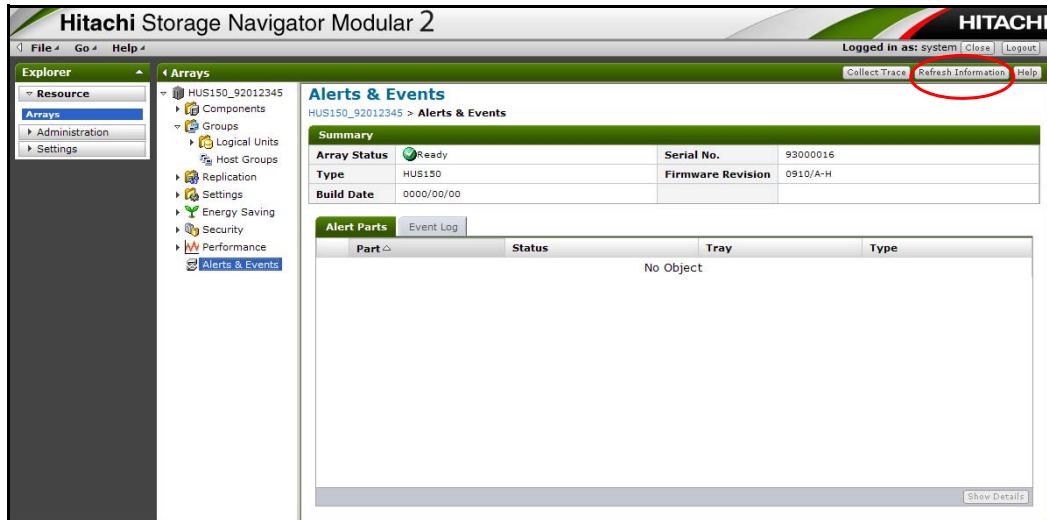 Hitachi Storage Navigator Modular 2
HITACHI
File Go Help
Logged in as: system Close Logout
Explorer
Arrays
Collect Trace Refresh Information Help
Resource
Arrays
Administration
Settings
HUS150_92012345
Components
Groups
Logical Units
Host Groups
Replication
Settings
Energy Saving
Security
Performance
Alerts & Events
Alerts & Events
HUS150_92012345 > Alerts & Events
Summary
Array Status Ready Serial No. 93000016
Type HUS150 Firmware Revision 0910/A-H
Build Date 0000/00/00
Alert Parts Event Log
Part Status Tray Type
No Object
Show Details